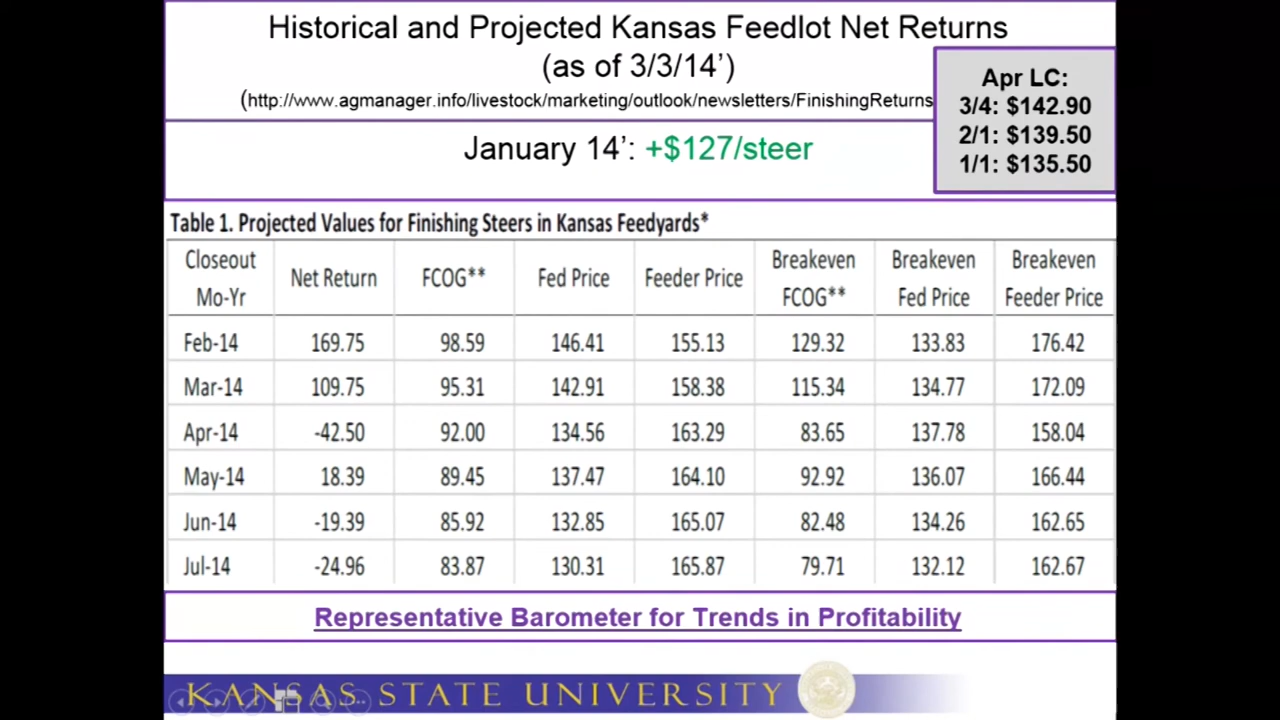 Historical and Projected Kansas Feedlot Net Returns
(as of 3/3/14’)
(http://www.agmanager.info/livestock/marketing/outlook/newsletters/FinishingReturns
Apr LC:
3/4: $142.90
2/1: $139.50
1/1: $135.50
January 14’: +$127/steer
Table 1. Projected Values for Finishing Steers in Kansas Feedyards*
Closeout Mo-Yr Net Return FCOG** Fed Price Feeder Price Breakeven FCOG** Breakeven Fed Price Breakeven Feeder Price
Feb-14 169.75 98.59 146.41 155.13 129.32 133.83 176.42
Mar-14 109.75 95.31 142.91 158.38 115.34 134.77 172.09
Apr-14 -42.50 92.00 134.56 163.29 83.65 137.78 158.04
May-14 18.39 89.45 137.47 164.10 92.92 136.07 166.44
Jun-14 -19.39 85.92 132.85 165.07 82.48 134.26 162.65
Jul-14 -24.96 83.87 130.31 165.87 79.71 132.12 162.67
Representative Barometer for Trends in Profitability
KANSAS STATE UNIVERSITY